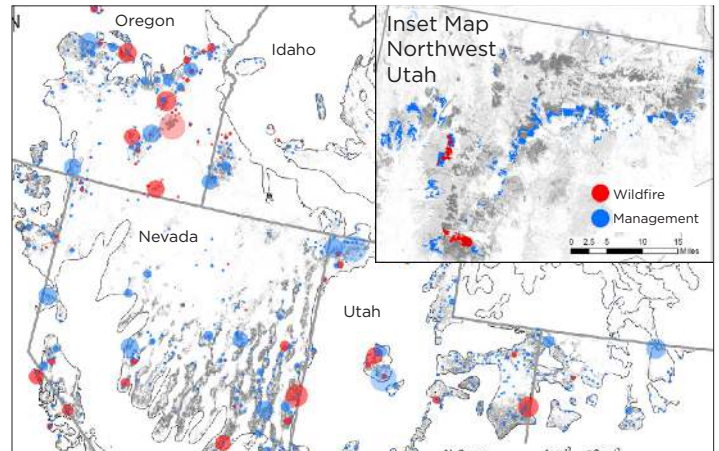 N
Oregon
Idaho
Nevada
Utah
Inset Map
Northwest
Utah
Wildfire
Management
0 2.5 5 10 15
Miles